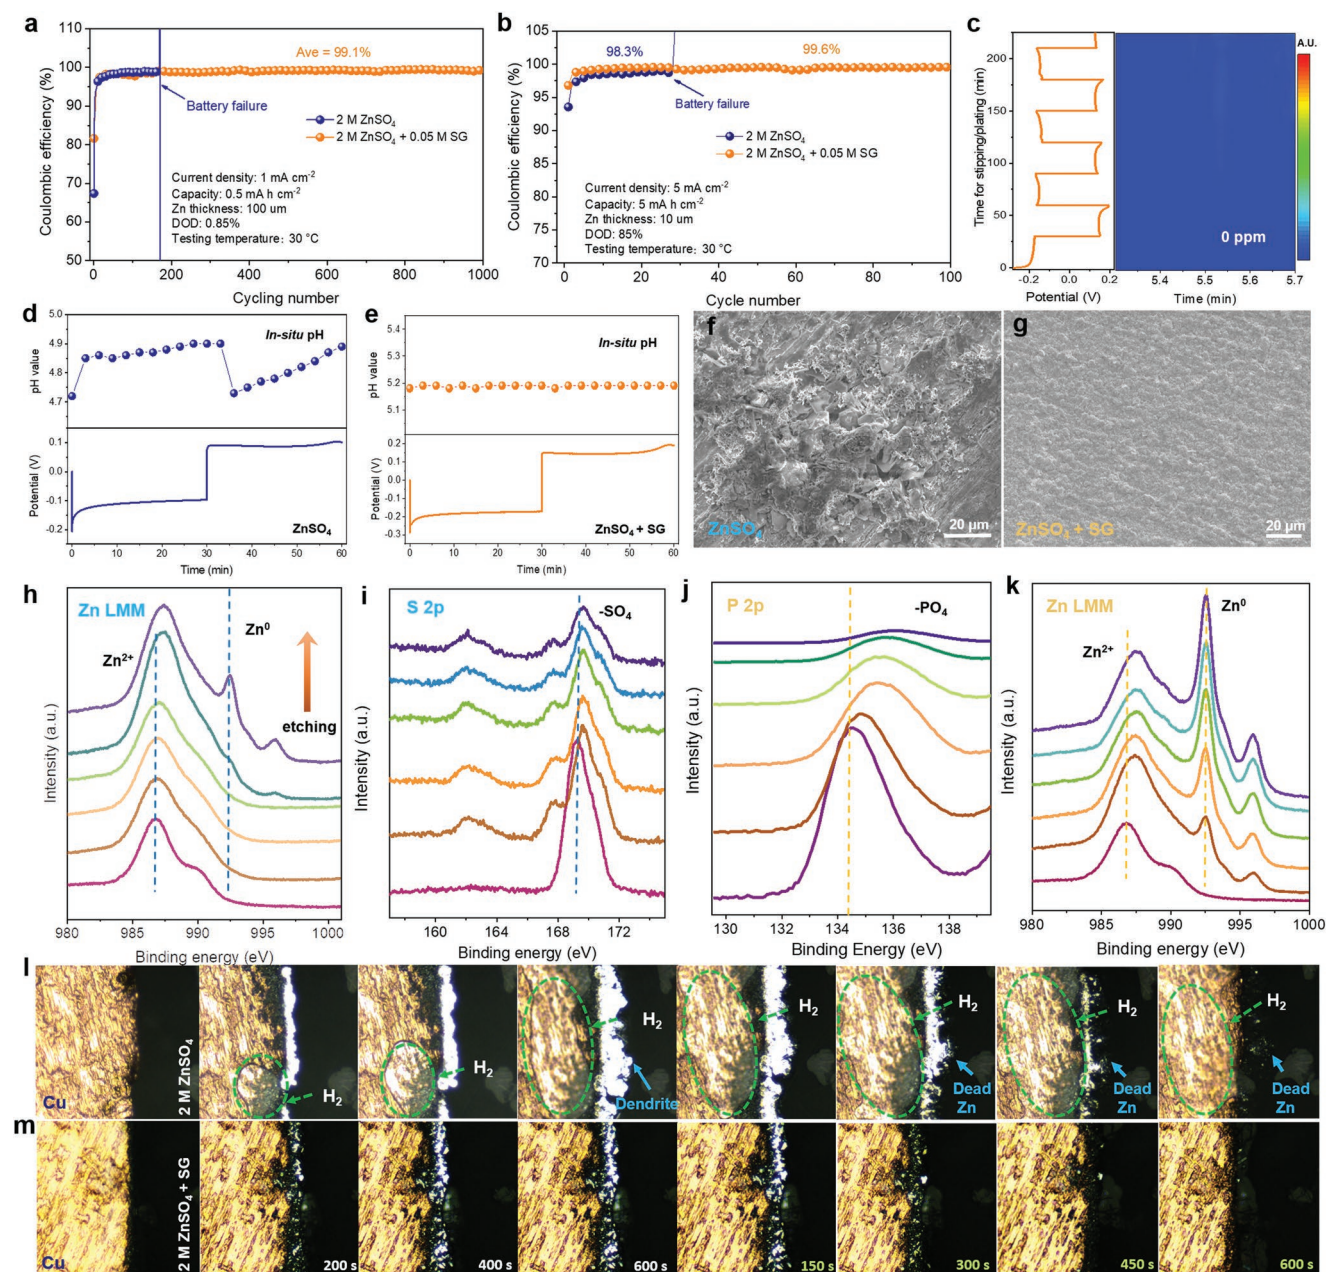 a
110
100
90
80
70
60
50
Coulombic efficiency (%)
Ave = 99.1%
Battery failure
2 M ZnSO₄
2 M ZnSO₄ + 0.05 M SG
Current density: 1 mA cm⁻²
Capacity: 0.5 mA h cm⁻²
Zn thickness: 100 um
DOD: 0.85%
Testing temperature: 30 °C
0 200 400 600 800 1000
Cycling number
b
105
100
95
90
85
80
75
70
Coulombic efficiency (%)
98.3%
99.6%
Battery failure
2 M ZnSO₄
2 M ZnSO₄ + 0.05 M SG
Current density: 5 mA cm⁻²
Capacity: 5 mA h cm⁻²
Zn thickness: 10 um
DOD: 85%
Testing temperature: 30 °C
0 20 40 60 80 100
Cycle number
c
200
150
100
50
0
Time for stipping/plating (min)
-0.2 0.0 0.2
Potential (V)
0 ppm
5.4 5.5 5.6 5.7
Time (min)
A.U.
d
5.0
4.9
4.8
4.7
pH value
In-situ pH
0.1
0.0
-0.1
-0.2
Potential (V)
ZnSO₄
0 10 20 30 40 50 60
Time (min)
e
5.4
5.3
5.2
5.1
pH value
In-situ pH
0.2
0.1
0.0
-0.1
-0.2
-0.3
Potential (V)
ZnSO₄ + SG
0 10 20 30 40 50 60
Time (min)
f
ZnSO₄
20 µm
g
ZnSO₄ + SG
20 µm
h
Zn LMM
Zn²⁺
Zn⁰
etching
Intensity (a.u.)
980 985 990 995 1000
Binding energy (eV)
i
S 2p
-SO₄
Intensity (a.u.)
160 164 168 172
Binding energy (eV)
j
P 2p
-PO₄
Intensity (a.u.)
130 132 134 136 138
Binding Energy (eV)
k
Zn LMM
Zn²⁺
Zn⁰
Intensity (a.u.)
980 985 990 995 1000
Binding energy (eV)
l
Cu
2 M ZnSO₄
H₂
H₂
H₂
Dendrite
H₂
H₂
Dead
Zn
H₂
Dead
Zn
H₂
Dead
Zn
m
Cu
2 M ZnSO₄ + SG
200 s
400 s
600 s
150 s
300 s
450 s
600 s